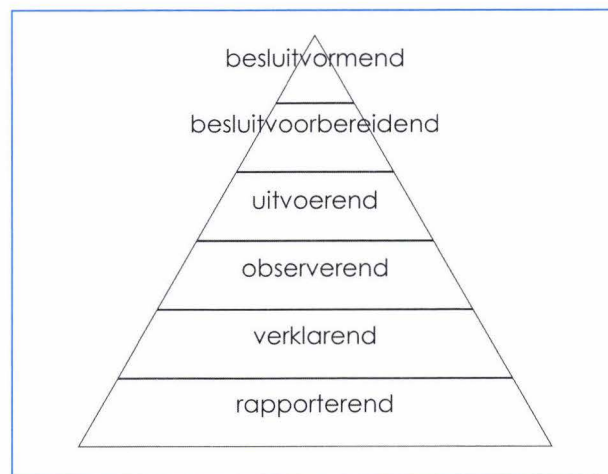 besluitvormend
besluitvoorbereidend
uitvoerend
observerend
verklarend
rapporterend